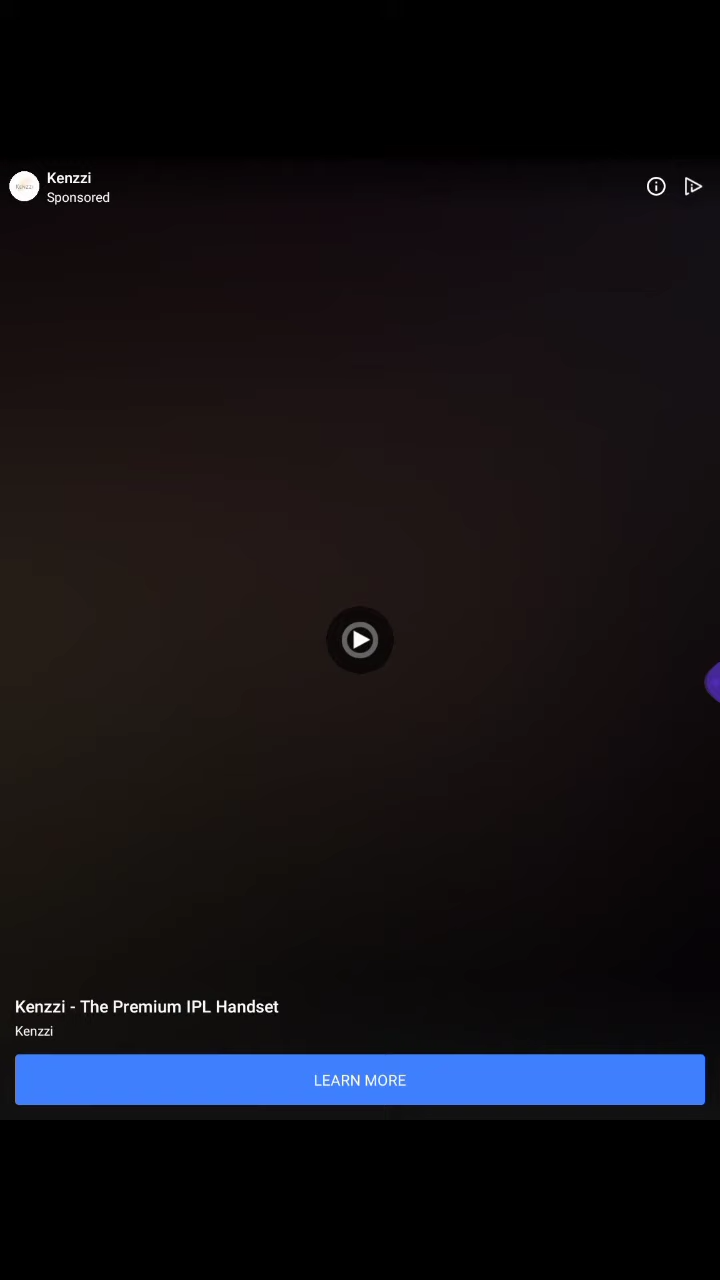 Kenzzi
Sponsored
Kenzzi - The Premium IPL Handset
Kenzzi
LEARN MORE